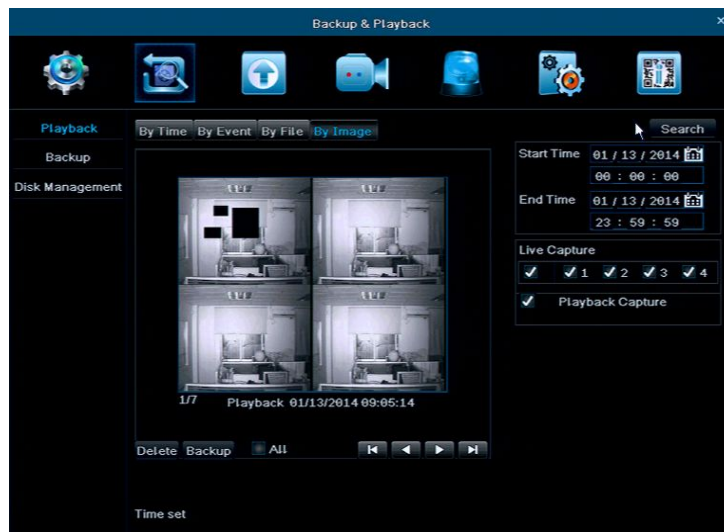 Backup & Playback ×
Playback
Backup
Disk Management
By Time By Event By File By Image
Search
Start Time 01 / 13 / 2014
00 : 00 : 00
End Time 01 / 13 / 2014
23 : 59 : 59
Live Capture
1 2 3 4
Playback Capture
1/7 Playback 01/13/2014 09:05:14
Delete Backup All
Time set